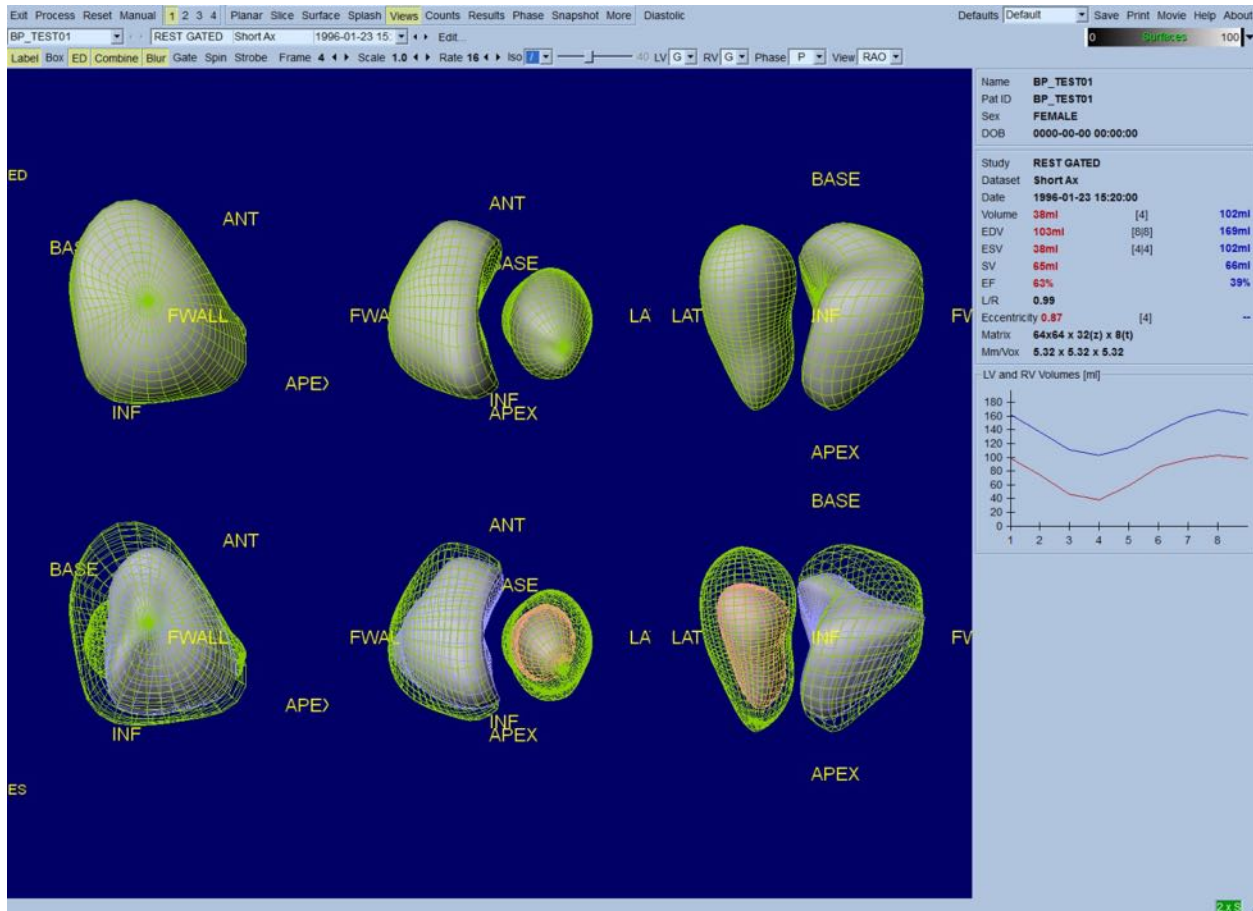 Exit Process Reset Manual 1 2 3 4 Planar Slice Surface Splash Views Counts Results Phase Snapshot More Diastolic Defaults Default Save Print Movie Help About
BP_TEST01 REST GATED Short Ax 1996-01-23 15: Edit... 0 Surfaces 100
Label Box ED Combine Blur Gate Spin Strobe Frame 4 Scale 1.0 Rate 16 Iso 40 LV G RV G Phase P View RAO
Name BP_TEST01
Pat ID BP_TEST01
Sex FEMALE
DOB 0000-00-00 00:00:00
Study REST GATED
Dataset Short Ax
Date 1996-01-23 15:20:00
Volume 38ml [4] 102ml
EDV 103ml [8|8] 169ml
ESV 38ml [4|4] 102ml
SV 65ml 66ml
EF 63% 39%
L/R 0.99
Eccentricity 0.87 [4] --
Matrix 64x64 x 32(z) x 8(t)
Mm/Vox 5.32 x 5.32 x 5.32
LV and RV Volumes [ml]
180
160
140
120
100
80
60
40
20
0
1 2 3 4 5 6 7 8
ED
BASE
ANT
ANT
BAS
BASE
FWALL
FWA
LA
LAT
INF
FW
APEX
INF
INF
APEX
APEX
BASE
ANT
ANT
BASE
BASE
FWALL
FWAL
LA
LAT
INF
FW
APEX
INF
INF
APEX
APEX
ES
2 x S